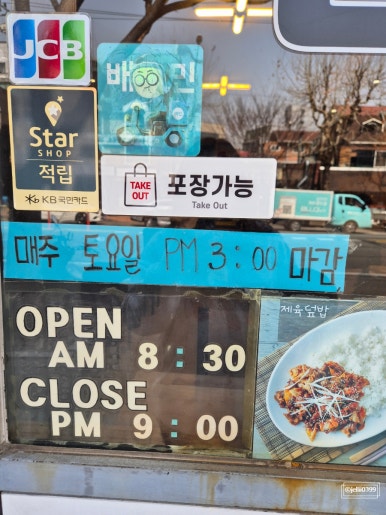 JCB
배민
Star
SHOP
적립
KB국민카드
TAKE
OUT
포장가능
Take Out
매주 토요일 PM 3:00 마감
OPEN
AM 8:30
CLOSE
PM 9:00
제육덮밥
@jella0399